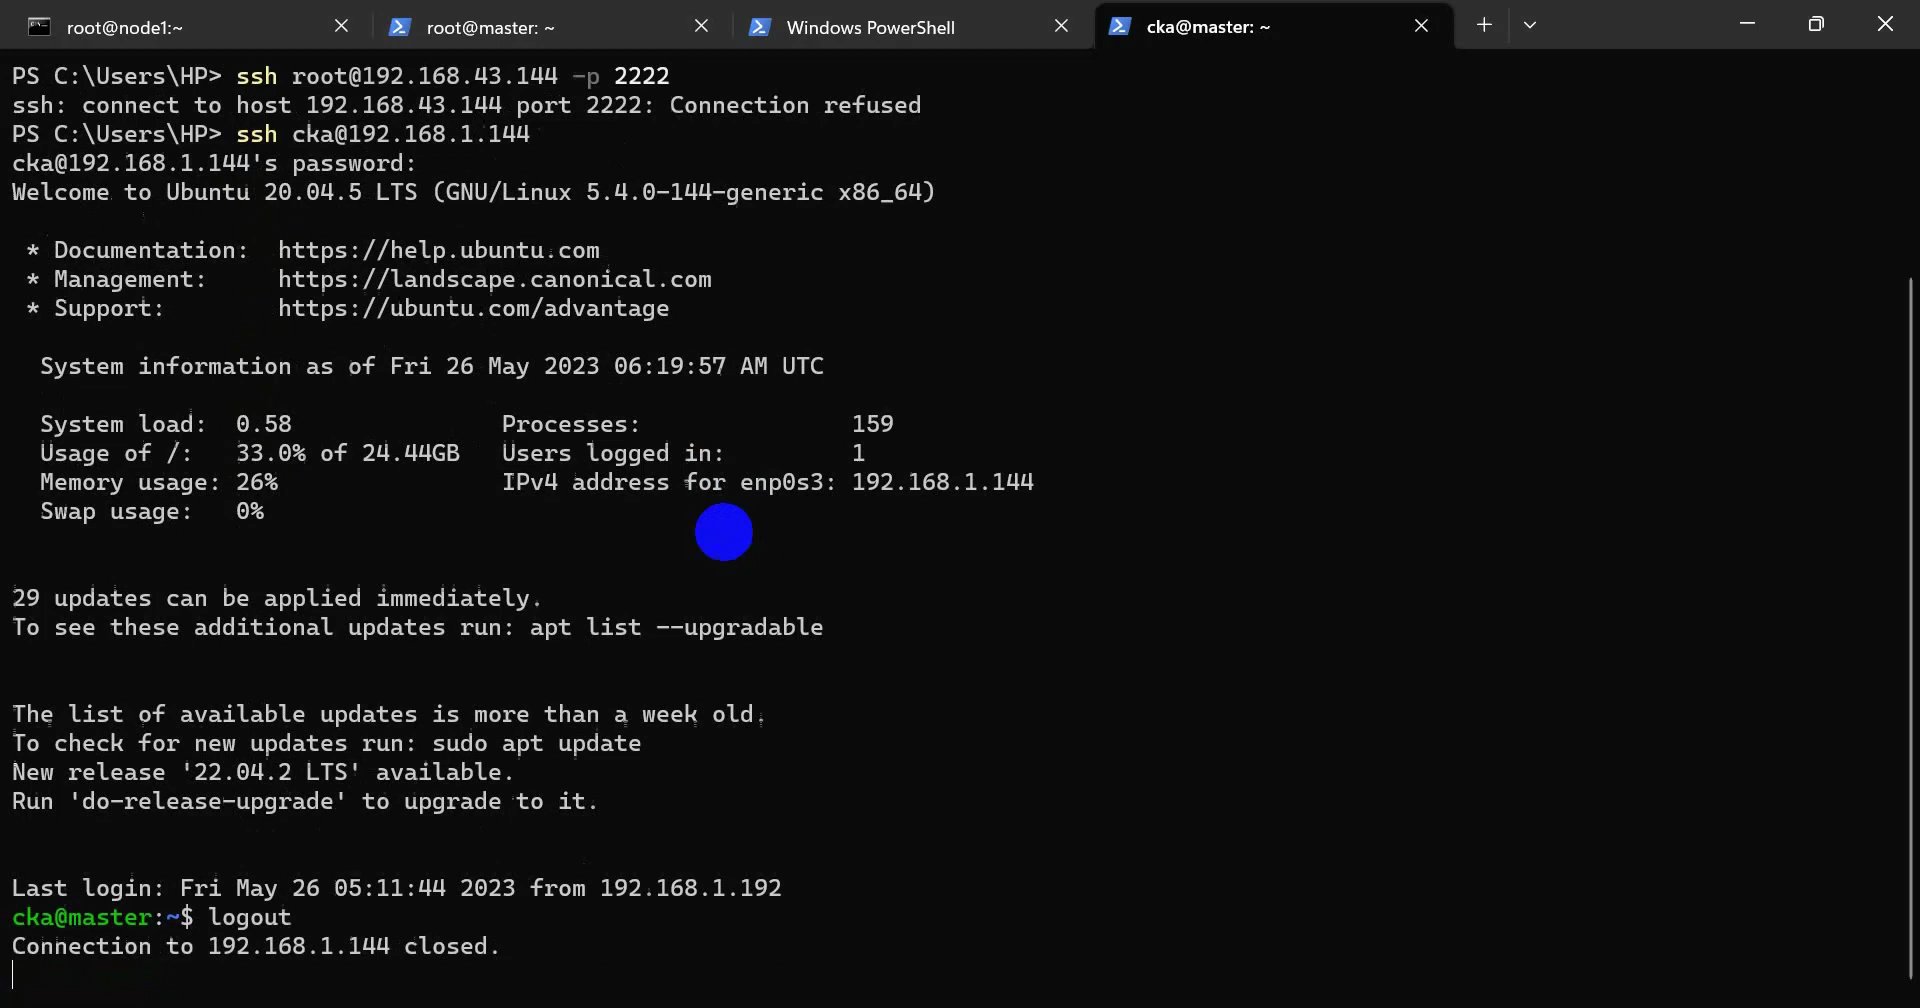 root@node1:~
root@master: ~
Windows PowerShell
cka@master: ~
PS C:\Users\HP> ssh root@192.168.43.144 -p 2222
ssh: connect to host 192.168.43.144 port 2222: Connection refused
PS C:\Users\HP> ssh cka@192.168.1.144
cka@192.168.1.144's password:
Welcome to Ubuntu 20.04.5 LTS (GNU/Linux 5.4.0-144-generic x86_64)
* Documentation:  https://help.ubuntu.com
* Management:     https://landscape.canonical.com
* Support:        https://ubuntu.com/advantage
System information as of Fri 26 May 2023 06:19:57 AM UTC
System load:  0.58               Processes:               159
Usage of /:   33.0% of 24.44GB   Users logged in:         1
Memory usage: 26%                IPv4 address for enp0s3: 192.168.1.144
Swap usage:   0%
29 updates can be applied immediately.
To see these additional updates run: apt list --upgradable
The list of available updates is more than a week old.
To check for new updates run: sudo apt update
New release '22.04.2 LTS' available.
Run 'do-release-upgrade' to upgrade to it.
Last login: Fri May 26 05:11:44 2023 from 192.168.1.192
cka@master:~$ logout
Connection to 192.168.1.144 closed.